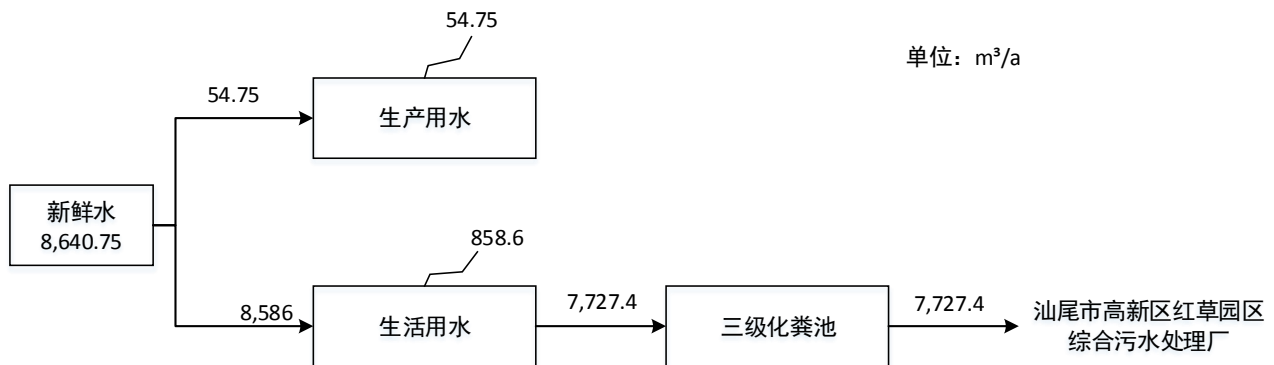 54.75
单位：m³/a
54.75
生产用水
新鲜水
8,640.75
858.6
8,586
生活用水
7,727.4
三级化粪池
7,727.4
汕尾市高新区红草园区
综合污水处理厂